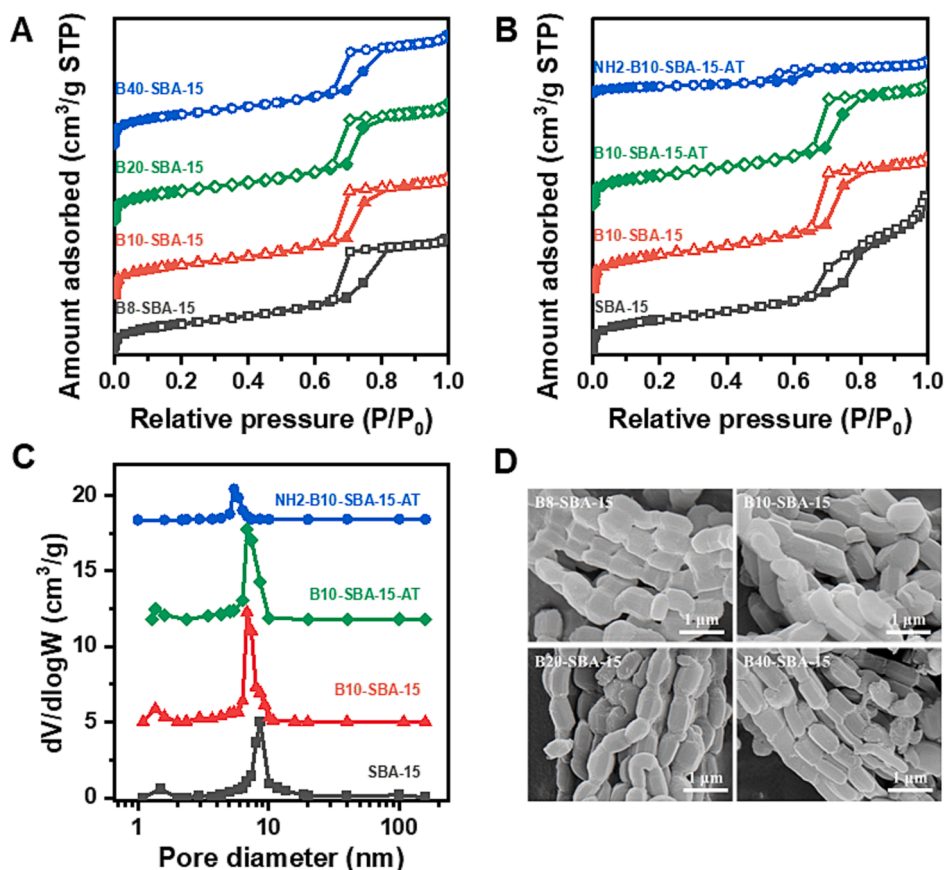 A
Amount adsorbed (cm³/g STP)
B40-SBA-15
B20-SBA-15
B10-SBA-15
B8-SBA-15
0.0 0.2 0.4 0.6 0.8 1.0
Relative pressure (P/P₀)
B
Amount adsorbed (cm³/g STP)
NH2-B10-SBA-15-AT
B10-SBA-15-AT
B10-SBA-15
SBA-15
0.0 0.2 0.4 0.6 0.8 1.0
Relative pressure (P/P₀)
C
dV/dlogW (cm³/g)
20
15
10
5
0
NH2-B10-SBA-15-AT
B10-SBA-15-AT
B10-SBA-15
SBA-15
1 10 100
Pore diameter (nm)
D
B8-SBA-15
1 μm
B10-SBA-15
1 μm
B20-SBA-15
1 μm
B40-SBA-15
1 μm